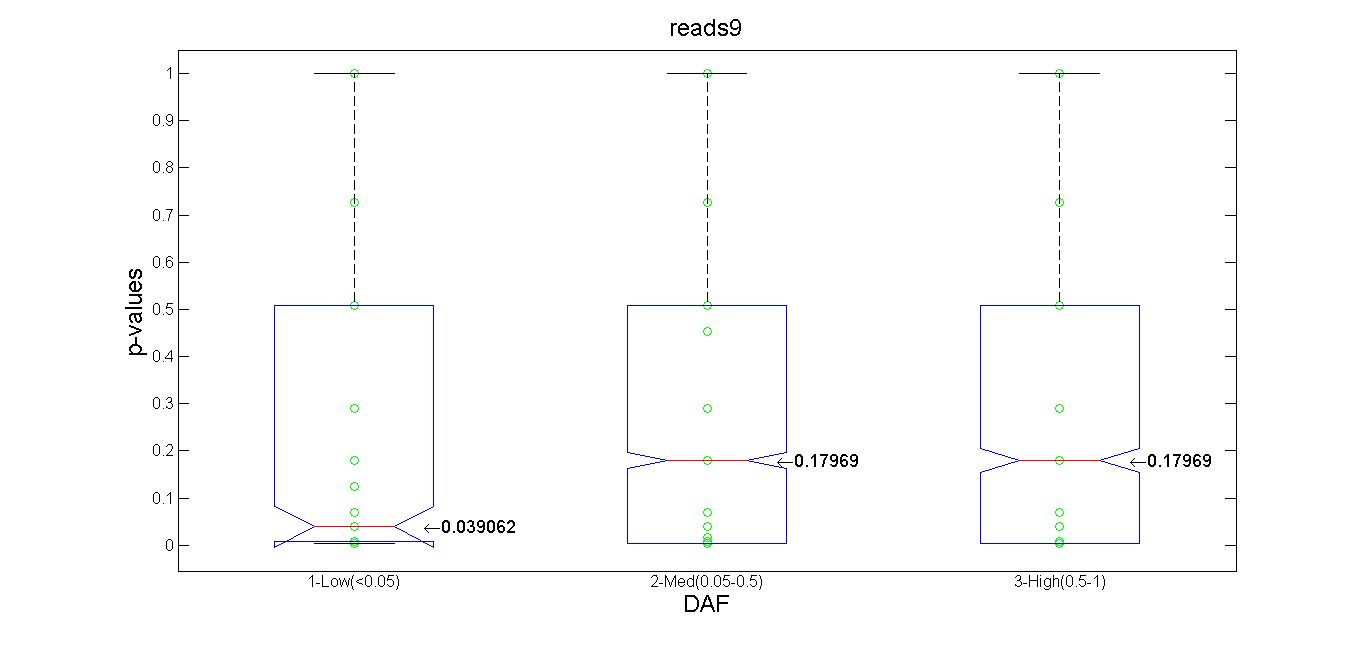 reads9
1
0.9
0.8
0.7
0.6
0.5
0.4
0.3
0.2
0.1
0
p-values
←0.039062
←0.17969
←0.17969
1-Low(<0.05)
2-Med(0.05-0.5)
3-High(0.5-1)
DAF